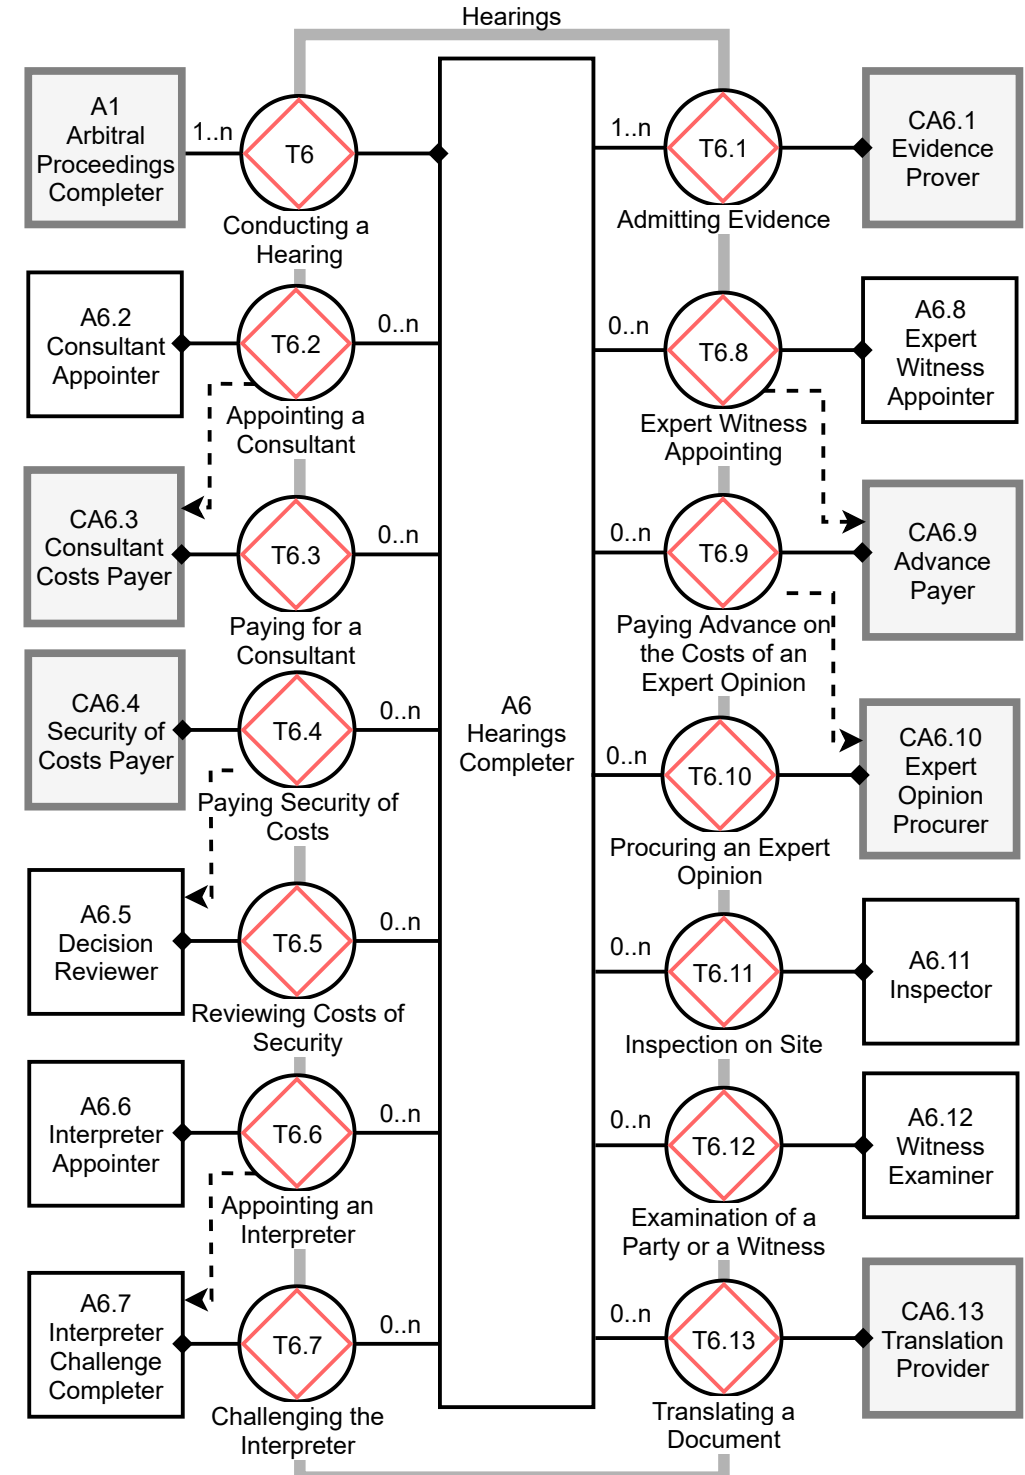 Hearings
A1
Arbitral
Proceedings
Completer
1..n
T6
Conducting a
Hearing
A6.2
Consultant
Appointer
T6.2
0..n
Appointing a
Consultant
CA6.3
Consultant
Costs Payer
T6.3
0..n
Paying for a
Consultant
CA6.4
Security of
Costs Payer
T6.4
0..n
Paying Security of
Costs
A6.5
Decision
Reviewer
T6.5
0..n
Reviewing Costs of
Security
A6.6
Interpreter
Appointer
T6.6
0..n
Appointing an
Interpreter
A6.7
Interpreter
Challenge
Completer
T6.7
0..n
Challenging the
Interpreter
A6
Hearings
Completer
1..n
T6.1
Admitting Evidence
CA6.1
Evidence
Prover
0..n
T6.8
Expert Witness
Appointing
A6.8
Expert
Witness
Appointer
0..n
T6.9
Paying Advance on
the Costs of an
Expert Opinion
CA6.9
Advance
Payer
0..n
T6.10
Procuring an Expert
Opinion
CA6.10
Expert
Opinion
Procurer
0..n
T6.11
Inspection on Site
A6.11
Inspector
0..n
T6.12
Examination of a
Party or a Witness
A6.12
Witness
Examiner
0..n
T6.13
Translating a
Document
CA6.13
Translation
Provider